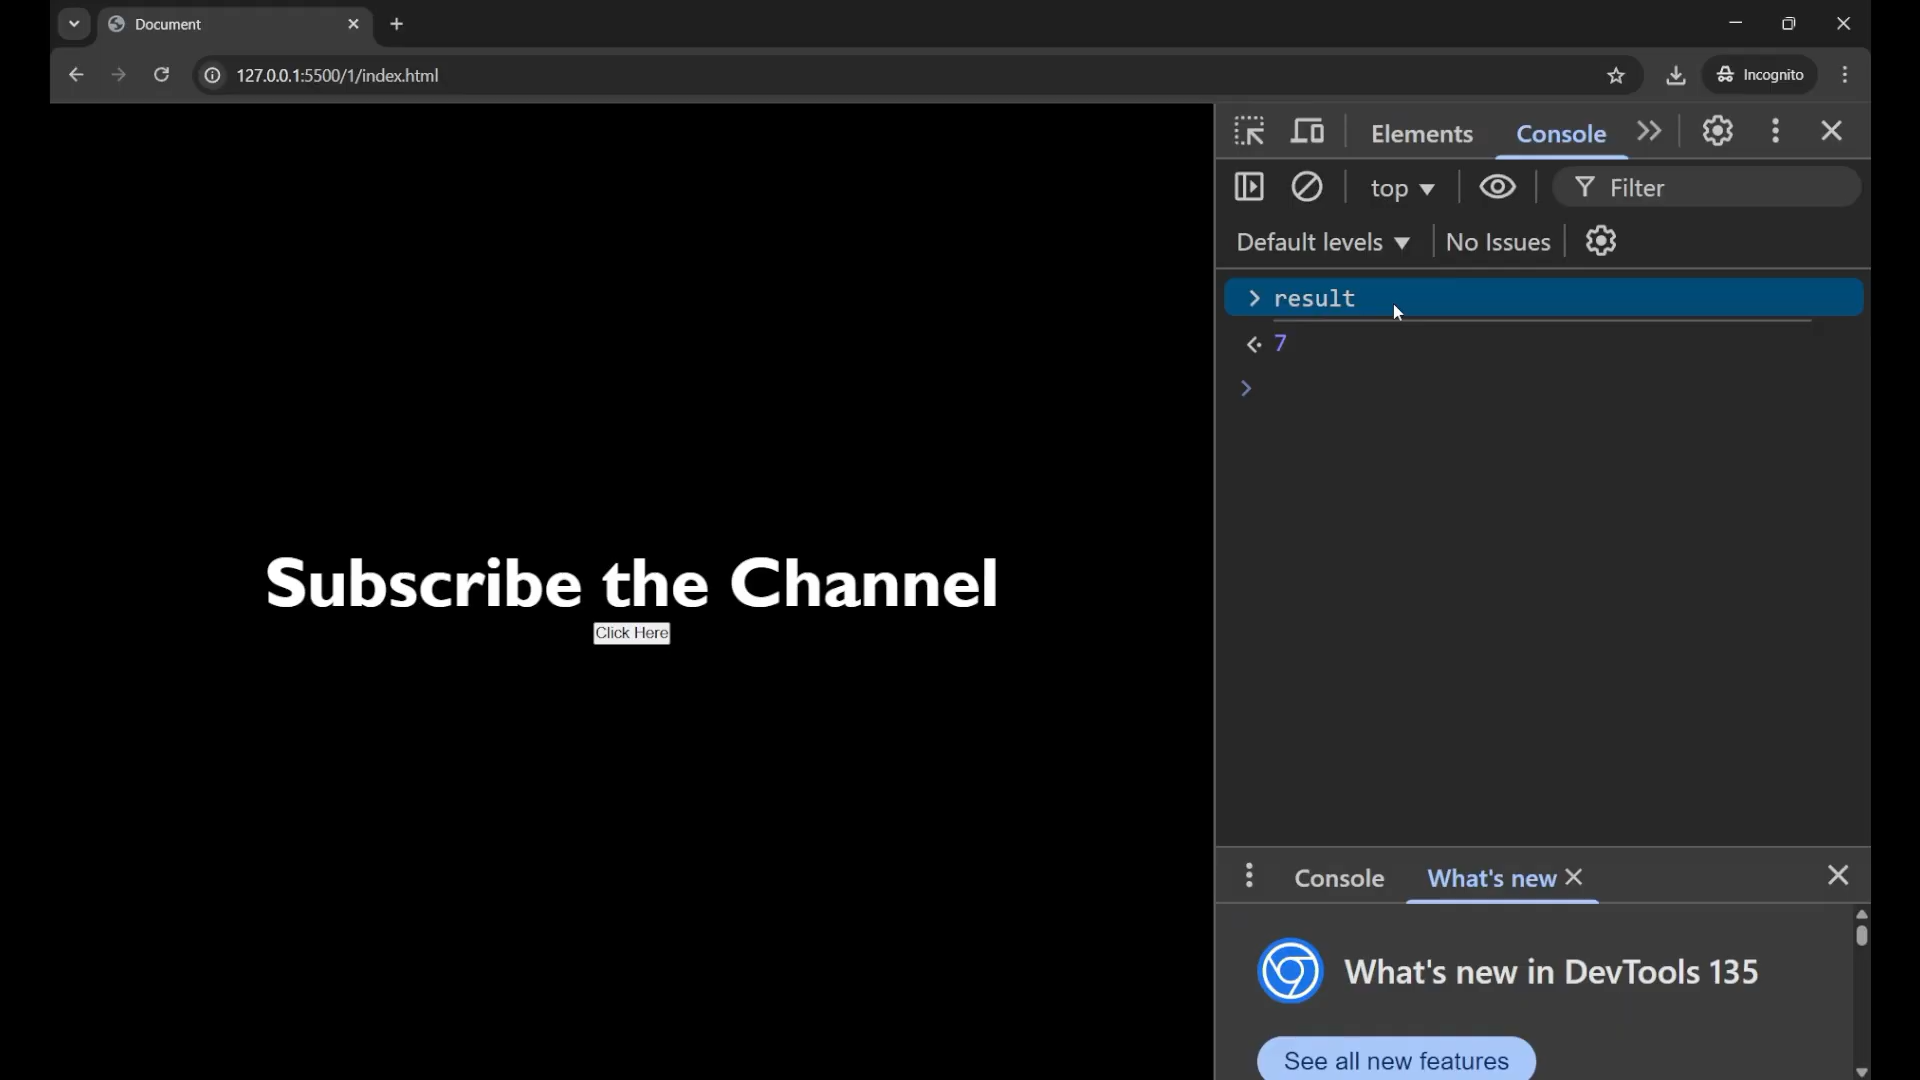 Document
127.0.0.1:5500/1/index.html
Incognito
Elements
Console
top
Filter
Default levels
No Issues
result
7
Subscribe the Channel
Click Here
Console
What's new
What's new in DevTools 135
See all new features